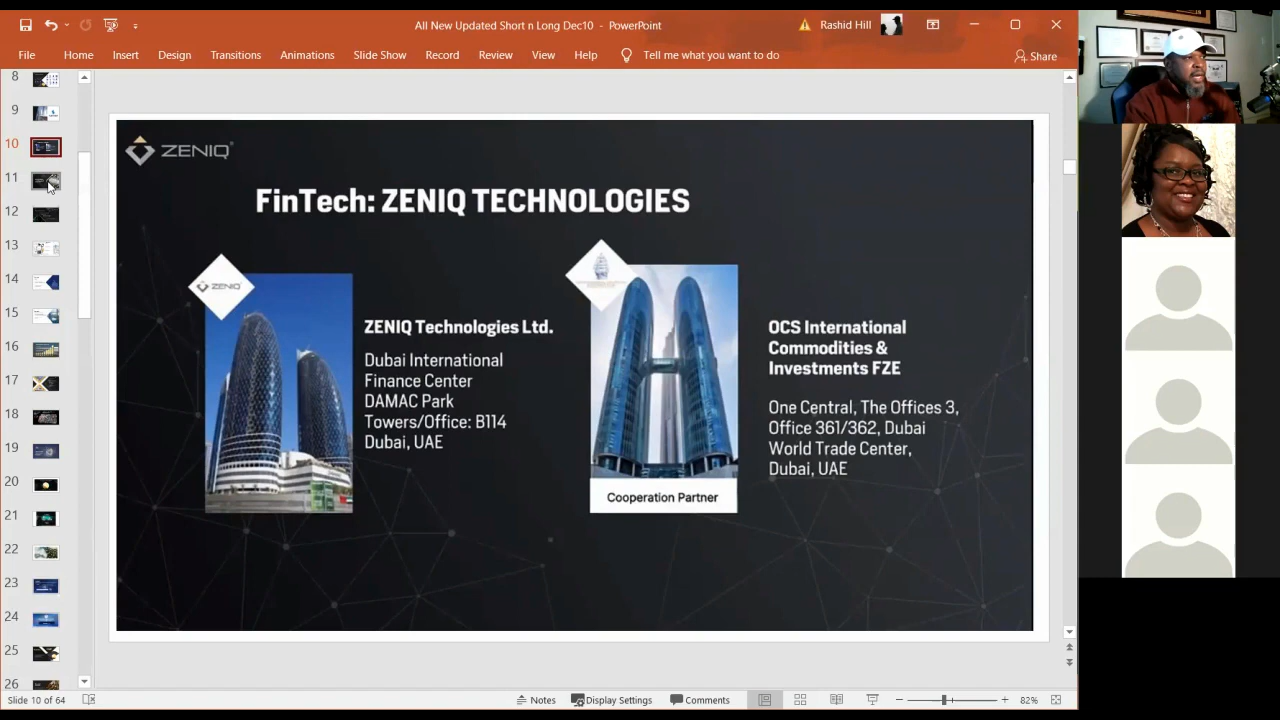 All New Updated Short n Long Dec10 - PowerPoint
Rashid Hill
File Home Insert Design Transitions Animations Slide Show Record Review View Help Tell me what you want to do
Share
8
9
10
11
12
13
14
15
16
17
18
19
20
21
22
23
24
25
26
ZENIQ
FinTech: ZENIQ TECHNOLOGIES
ZENIQ
ZENIQ Technologies Ltd.
Dubai International
Finance Center
DAMAC Park
Towers/Office: B114
Dubai, UAE
Cooperation Partner
OCS International
Commodities &
Investments FZE
One Central, The Offices 3,
Office 361/362, Dubai
World Trade Center,
Dubai, UAE
Slide 10 of 64
Notes Display Settings Comments
82%